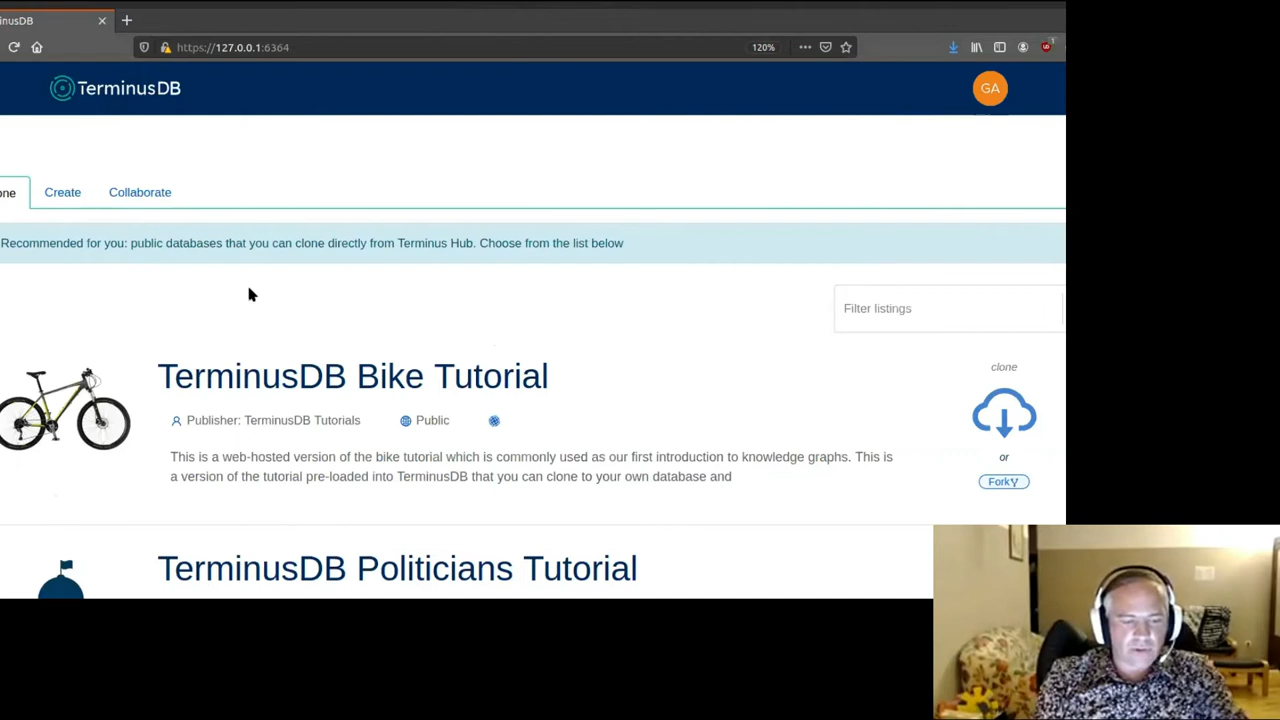 inusDB
https://127.0.0.1:6364
120%
1
TerminusDB
GA
one
Create
Collaborate
Recommended for you: public databases that you can clone directly from Terminus Hub. Choose from the list below
Filter listings
TerminusDB Bike Tutorial
clone
Publisher: TerminusDB Tutorials
Public
This is a web-hosted version of the bike tutorial which is commonly used as our first introduction to knowledge graphs. This is
a version of the tutorial pre-loaded into TerminusDB that you can clone to your own database and
or
Fork
TerminusDB Politicians Tutorial